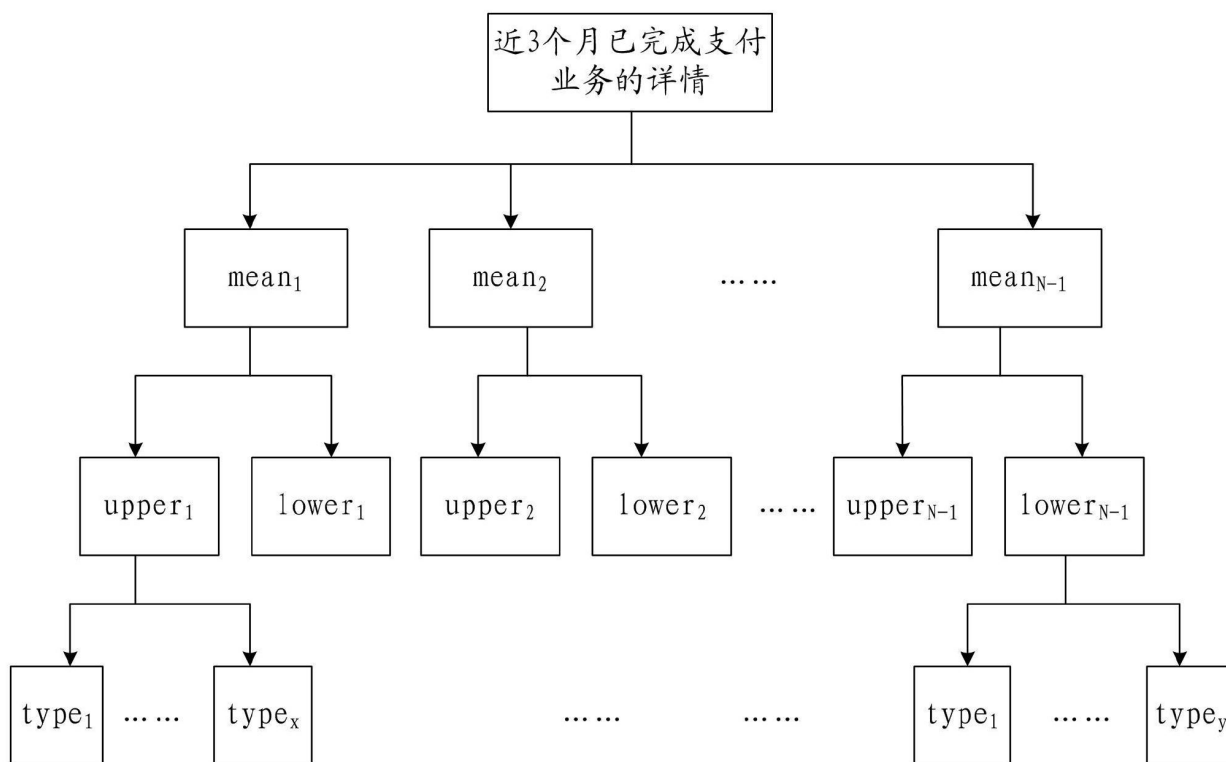 近3个月已完成支付
业务的详情
mean₁ mean₂ …… mean_N-1
upper₁ lower₁ upper₂ lower₂ …… upper_N-1 lower_N-1
type₁ …… typeₓ …… …… type₁ …… type_y